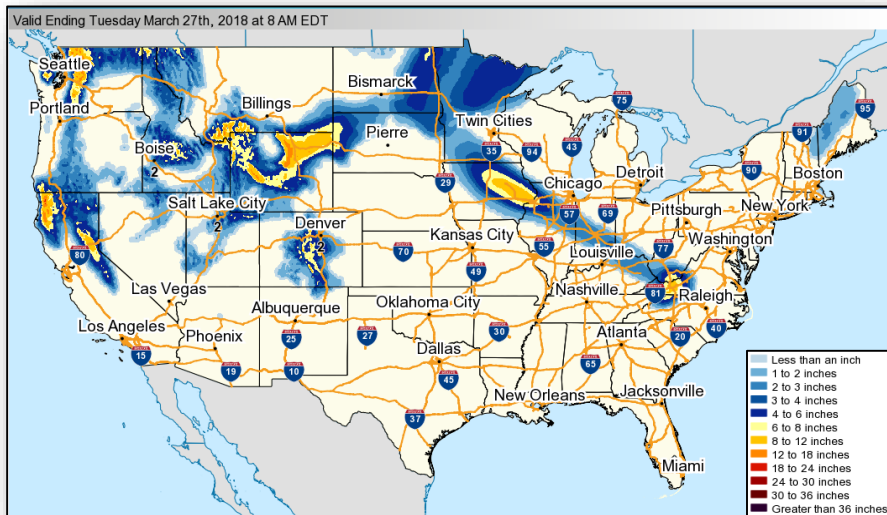 Valid Ending Tuesday March 27th, 2018 at 8 AM EDT
Seattle
Portland
Billings
Bismarck
Pierre
Twin Cities
Boise
2
Salt Lake City
2
Denver
2
Las Vegas
Los Angeles
Phoenix
Albuquerque
Oklahoma City
Kansas City
Dallas
Chicago
Detroit
Louisville
Nashville
Atlanta
New Orleans
Jacksonville
Miami
Raleigh
Washington
Pittsburgh
New York
Boston
75
95
91
90
35
94
43
29
57
69
77
55
80
70
49
81
40
20
65
30
27
25
15
19
10
45
37
Less than an inch
1 to 2 inches
2 to 3 inches
3 to 4 inches
4 to 6 inches
6 to 8 inches
8 to 12 inches
12 to 18 inches
18 to 24 inches
24 to 30 inches
30 to 36 inches
Greater than 36 inches